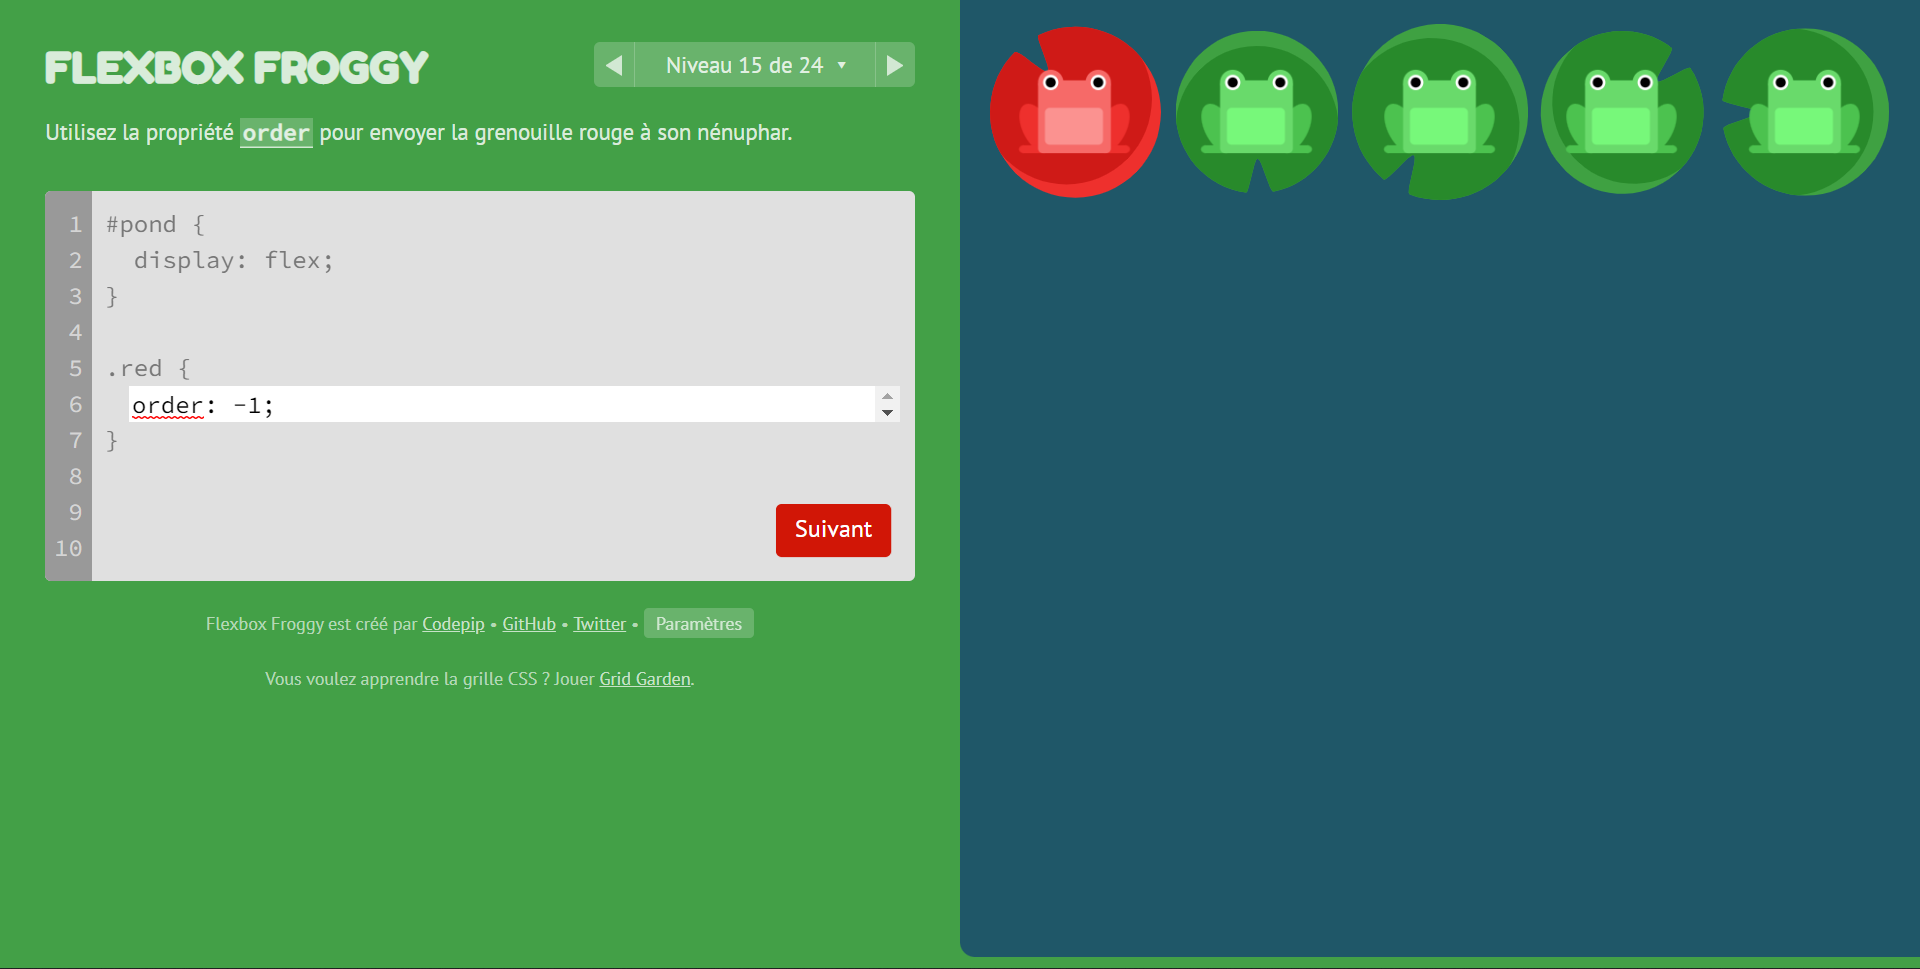 FLEXBOX FROGGY
Niveau 15 de 24
Utilisez la propriété order pour envoyer la grenouille rouge à son nénuphar.
1 #pond {
2   display: flex;
3 }
4
5 .red {
6   order: -1;
7 }
8
9
10
Suivant
Flexbox Froggy est créé par Codepip • GitHub • Twitter • Paramètres
Vous voulez apprendre la grille CSS ? Jouer Grid Garden.